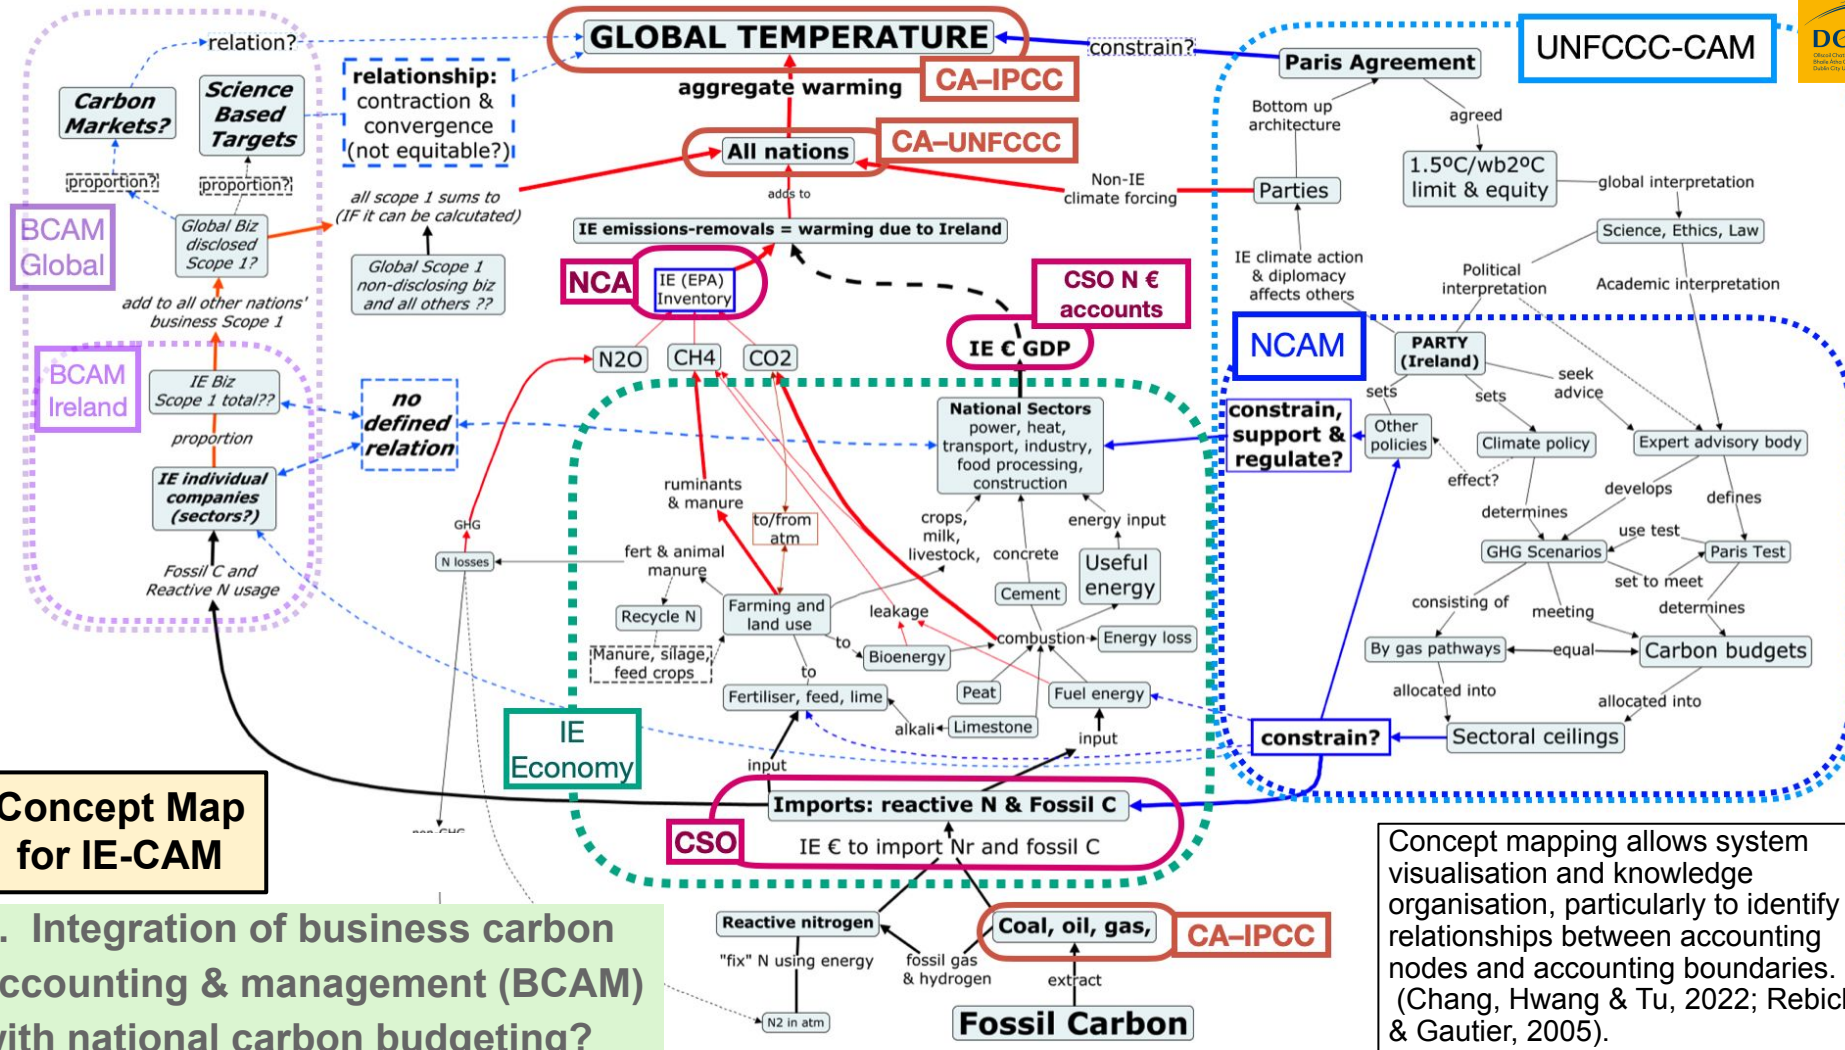 relation?
GLOBAL TEMPERATURE
constrain?
Paris Agreement
UNFCCC-CAM
relationship:
contraction &
convergence
(not equitable?)
Carbon
Markets?
Science
Based
Targets
aggregate warming
CA–IPCC
Bottom up
architecture
agreed
All nations
CA–UNFCCC
1.5ºC/wb2ºC
limit & equity
proportion?
proportion?
all scope 1 sums to
(IF it can be calcutated)
adds to
Non-IE
climate forcing
Parties
global interpretation
BCAM
Global
Global Biz
disclosed
Scope 1?
IE emissions-removals = warming due to Ireland
Science, Ethics, Law
Global Scope 1
non-disclosing biz
and all others ??
NCA
IE (EPA)
Inventory
CSO N €
accounts
IE climate action
& diplomacy
affects others
Political
interpretation
Academic interpretation
add to all other nations'
business Scope 1
IE € GDP
NCAM
PARTY
(Ireland)
N2O
CH4
CO2
BCAM
Ireland
IE Biz
Scope 1 total??
no
defined
relation
National Sectors
power, heat,
transport, industry,
food processing,
construction
constrain,
support &
regulate?
sets
sets
seek
advice
Other
policies
Climate policy
Expert advisory body
proportion
effect?
IE individual
companies
(sectors?)
ruminants
& manure
to/from
atm
crops,
milk,
livestock,
concrete
energy input
determines
develops
defines
GHG
N losses
fert & animal
manure
Useful
energy
GHG Scenarios
use test
Paris Test
set to meet
Fossil C and
Reactive N usage
Recycle N
Farming and
land use
leakage
Cement
consisting of
meeting
determines
combustion
Energy loss
Manure, silage,
feed crops
to
Bioenergy
By gas pathways
equal
Carbon budgets
to
Fertiliser, feed, lime
Peat
Fuel energy
allocated into
allocated into
alkali
Limestone
IE
Economy
input
input
constrain?
Sectoral ceilings
Imports: reactive N & Fossil C
CSO
IE € to import Nr and fossil C
Concept Map
for IE-CAM
Integration of business carbon
accounting & management (BCAM)
with national carbon budgeting?
Reactive nitrogen
Coal, oil, gas,
CA–IPCC
"fix" N using energy
fossil gas
& hydrogen
extract
N2 in atm
Fossil Carbon
Concept mapping allows system
visualisation and knowledge
organisation, particularly to identify
relationships between accounting
nodes and accounting boundaries.
(Chang, Hwang & Tu, 2022;
& Gautier, 2005).